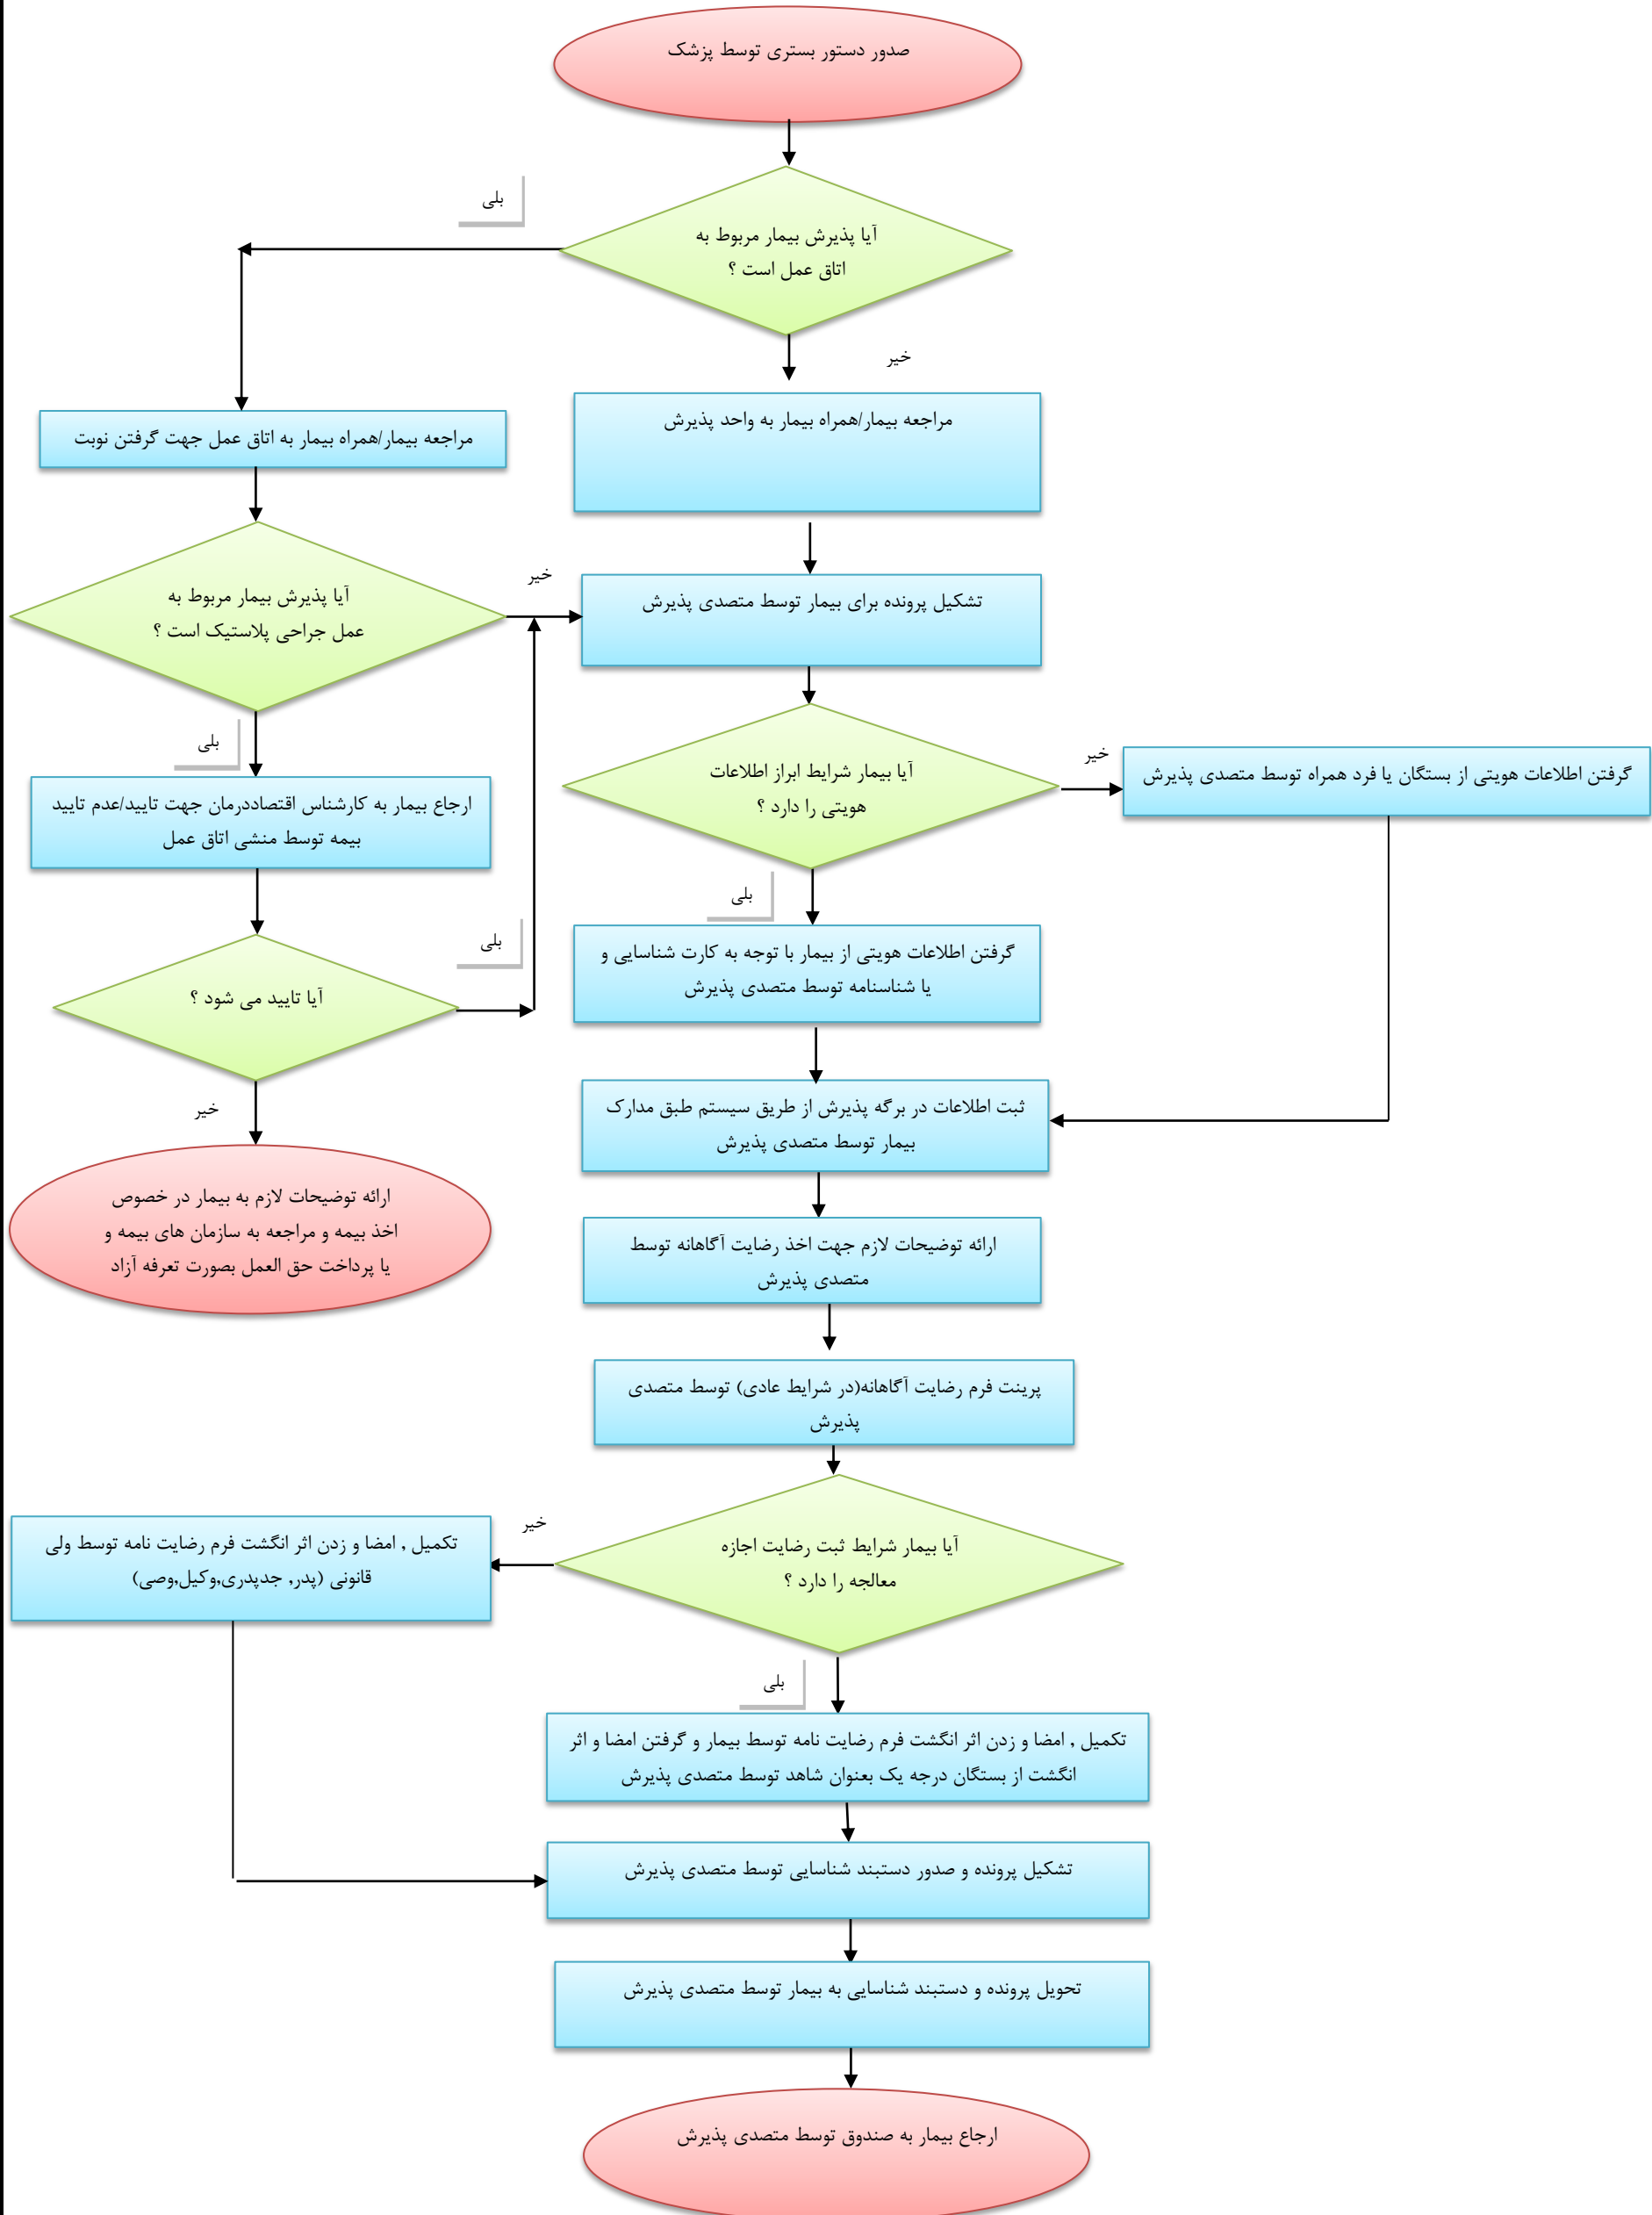 صدور دستور بستری توسط پزشک
بلی
آیا پذیرش بیمار مربوط به
اتاق عمل است ؟
خیر
مراجعه بیمار/همراه بیمار به واحد پذیرش
مراجعه بیمار/همراه بیمار به اتاق عمل جهت گرفتن نوبت
خیر
تشکیل پرونده برای بیمار توسط متصدی پذیرش
آیا پذیرش بیمار مربوط به
عمل جراحی پلاستیک است ؟
بلی
خیر
گرفتن اطلاعات هویتی از بستگان یا فرد همراه توسط متصدی پذیرش
آیا بیمار شرایط ابراز اطلاعات
هویتی را دارد ؟
ارجاع بیمار به کارشناس اقتصاددرمان جهت تایید/عدم تایید
بیمه توسط منشی اتاق عمل
بلی
بلی
گرفتن اطلاعات هویتی از بیمار با توجه به کارت شناسایی و
یا شناسنامه توسط متصدی پذیرش
آیا تایید می شود ؟
خیر
ثبت اطلاعات در برگه پذیرش از طریق سیستم طبق مدارک
بیمار توسط متصدی پذیرش
ارائه توضیحات لازم به بیمار در خصوص
اخذ بیمه و مراجعه به سازمان های بیمه و
یا پرداخت حق العمل بصورت تعرفه آزاد
ارائه توضیحات لازم جهت اخذ رضایت آگاهانه توسط
متصدی پذیرش
پرینت فرم رضایت آگاهانه(در شرایط عادی) توسط متصدی
پذیرش
خیر
آیا بیمار شرایط ثبت رضایت اجازه
معالجه را دارد ؟
تکمیل , امضا و زدن اثر انگشت فرم رضایت نامه توسط ولی
قانونی (پدر, جدپدری,وکیل,وصی)
بلی
تکمیل , امضا و زدن اثر انگشت فرم رضایت نامه توسط بیمار و گرفتن امضا و اثر
انگشت از بستگان درجه یک بعنوان شاهد توسط متصدی پذیرش
تشکیل پرونده و صدور دستبند شناسایی توسط متصدی پذیرش
تحویل پرونده و دستبند شناسایی به بیمار توسط متصدی پذیرش
ارجاع بیمار به صندوق توسط متصدی پذیرش